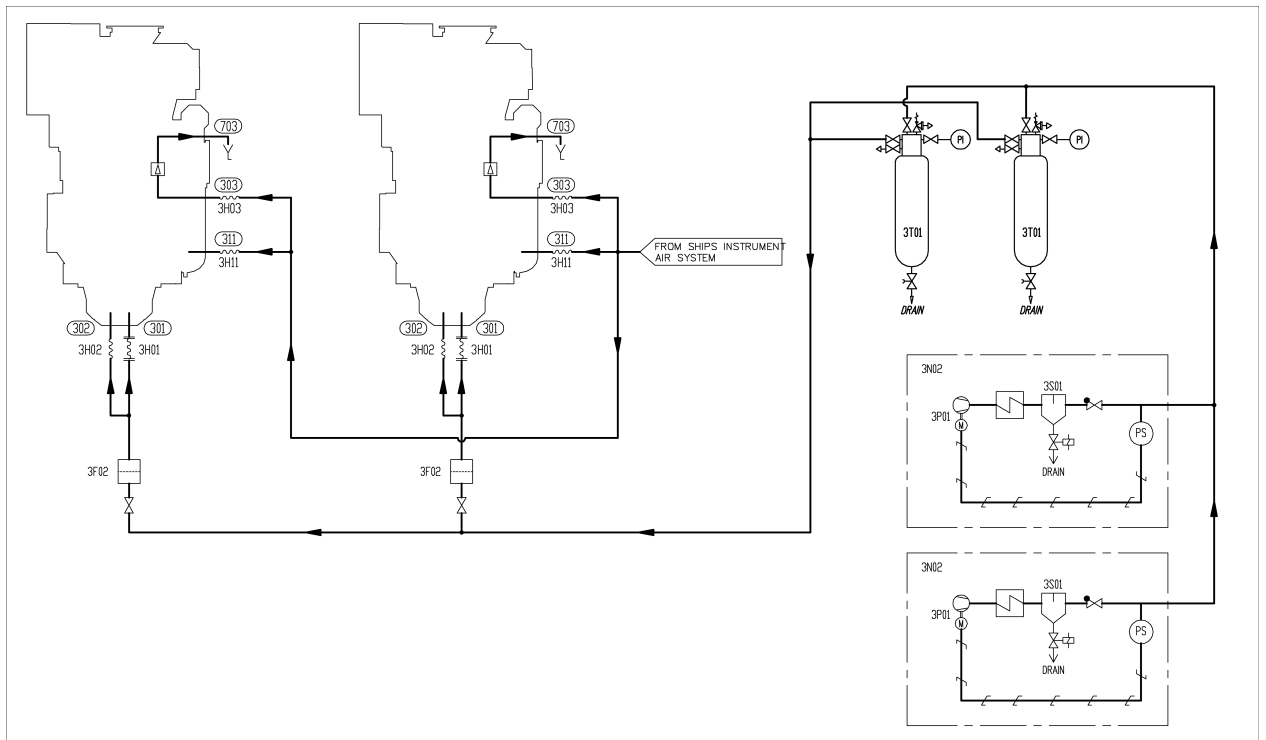 703
703
PI
PI
303
3H03
303
3H03
3T01
3T01
311
3H11
311
3H11
FROM SHIPS INSTRUMENT
AIR SYSTEM
DRAIN
DRAIN
302
301
302
301
3H02
3H01
3H02
3H01
3N02
3S01
3P01
M
PS
DRAIN
3F02
3F02
3N02
3S01
3P01
M
PS
DRAIN